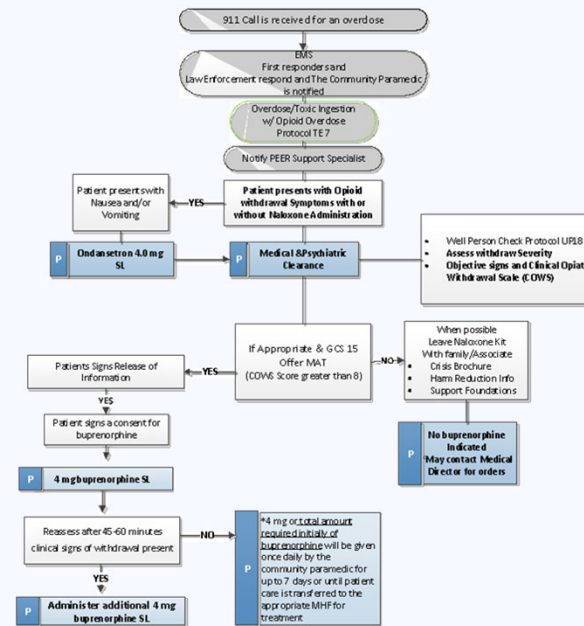 911 Call is received for an overdose
EMS
First responders and
Law Enforcement respond and The Community Paramedic
is notified
Overdose/Toxic Ingestion
w/ Opioid Overdose
Protocol TE 7
Notify PEER Support Specialist
Patient present with
Nausea and/or
Vomiting
YES
Patient presents with Opioid
withdrawal Symptoms with or
without Naloxone Administration
P
Ondansetron 4.0 mg
SL
P
Medical &Psychiatric
Clearance
• Well Person Check Protocol UP18
• Assess withdraw Severity
• Objective signs and Clinical Opiat
Withdrawal Scale (COWS)
If Appropriate & GCS 15
Offer MAT
(COWS Score greater than 8)
YES
NO
When possible
Leave Naloxone Kit
With family/Associate
• Crisis Brochure
• Harm Reduction Info
• Support Foundations
Patients Signs Release of
Information
YES
Patient signs a consent for
buprenorphine
P
No buprenorphine
Indicated
May contact Medical
Director for orders
P
4 mg buprenorphine SL
Reassess after 45-60 minutes
clinical signs of withdrawal present
NO
P
*4 mg or total amount
required initially of
buprenorphine will be given
once daily by the
community paramedic for
up to 7 days or until patient
care is transferred to the
appropriate MHF for
treatment
YES
P
Administer additional 4 mg
buprenorphine SL